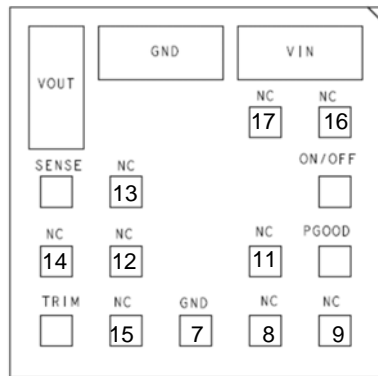 GND VIN
VOUT
NC NC
17 16
SENSE NC ON/OFF
13
NC NC NC PGOOD
14 12 11
TRIM NC GND NC NC
15 7 8 9